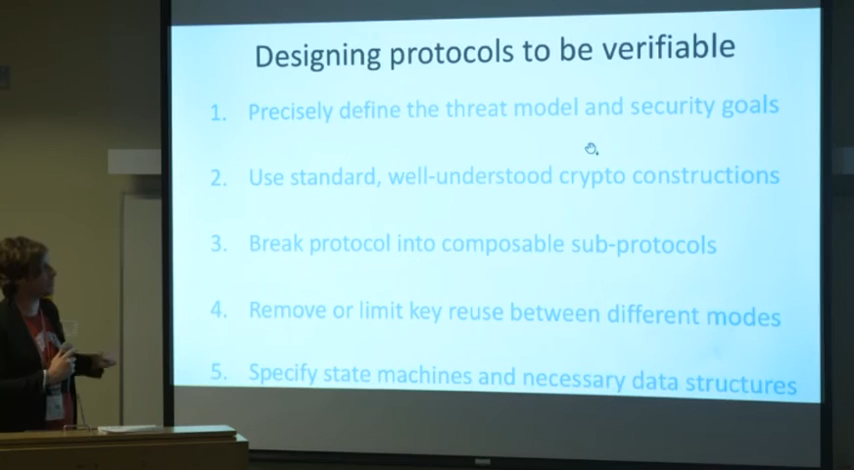 Designing protocols to be verifiable
1. Precisely define the threat model and security goals
2. Use standard, well-understood crypto constructions
3. Break protocol into composable sub-protocols
4. Remove or limit key reuse between different modes
5. Specify state machines and necessary data structures